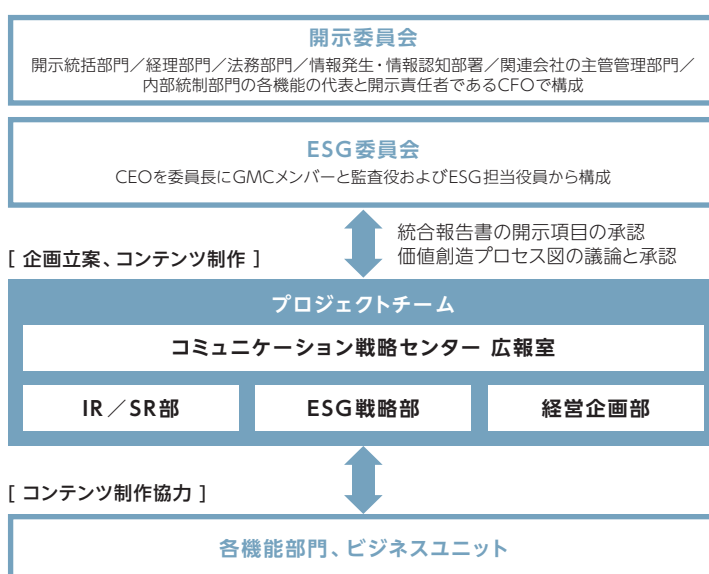 開示委員会
開示統括部門／経理部門／法務部門／情報発生・情報認知部署／関連会社の主管管理部門／
内部統制部門の各機能の代表と開示責任者であるCFOで構成
ESG委員会
CEOを委員長にGMCメンバーと監査役およびESG担当役員から構成
統合報告書の開示項目の承認
価値創造プロセス図の議論と承認
[ 企画立案、コンテンツ制作 ]
プロジェクトチーム
コミュニケーション戦略センター 広報室
IR／SR部
ESG戦略部
経営企画部
[ コンテンツ制作協力 ]
各機能部門、ビジネスユニット